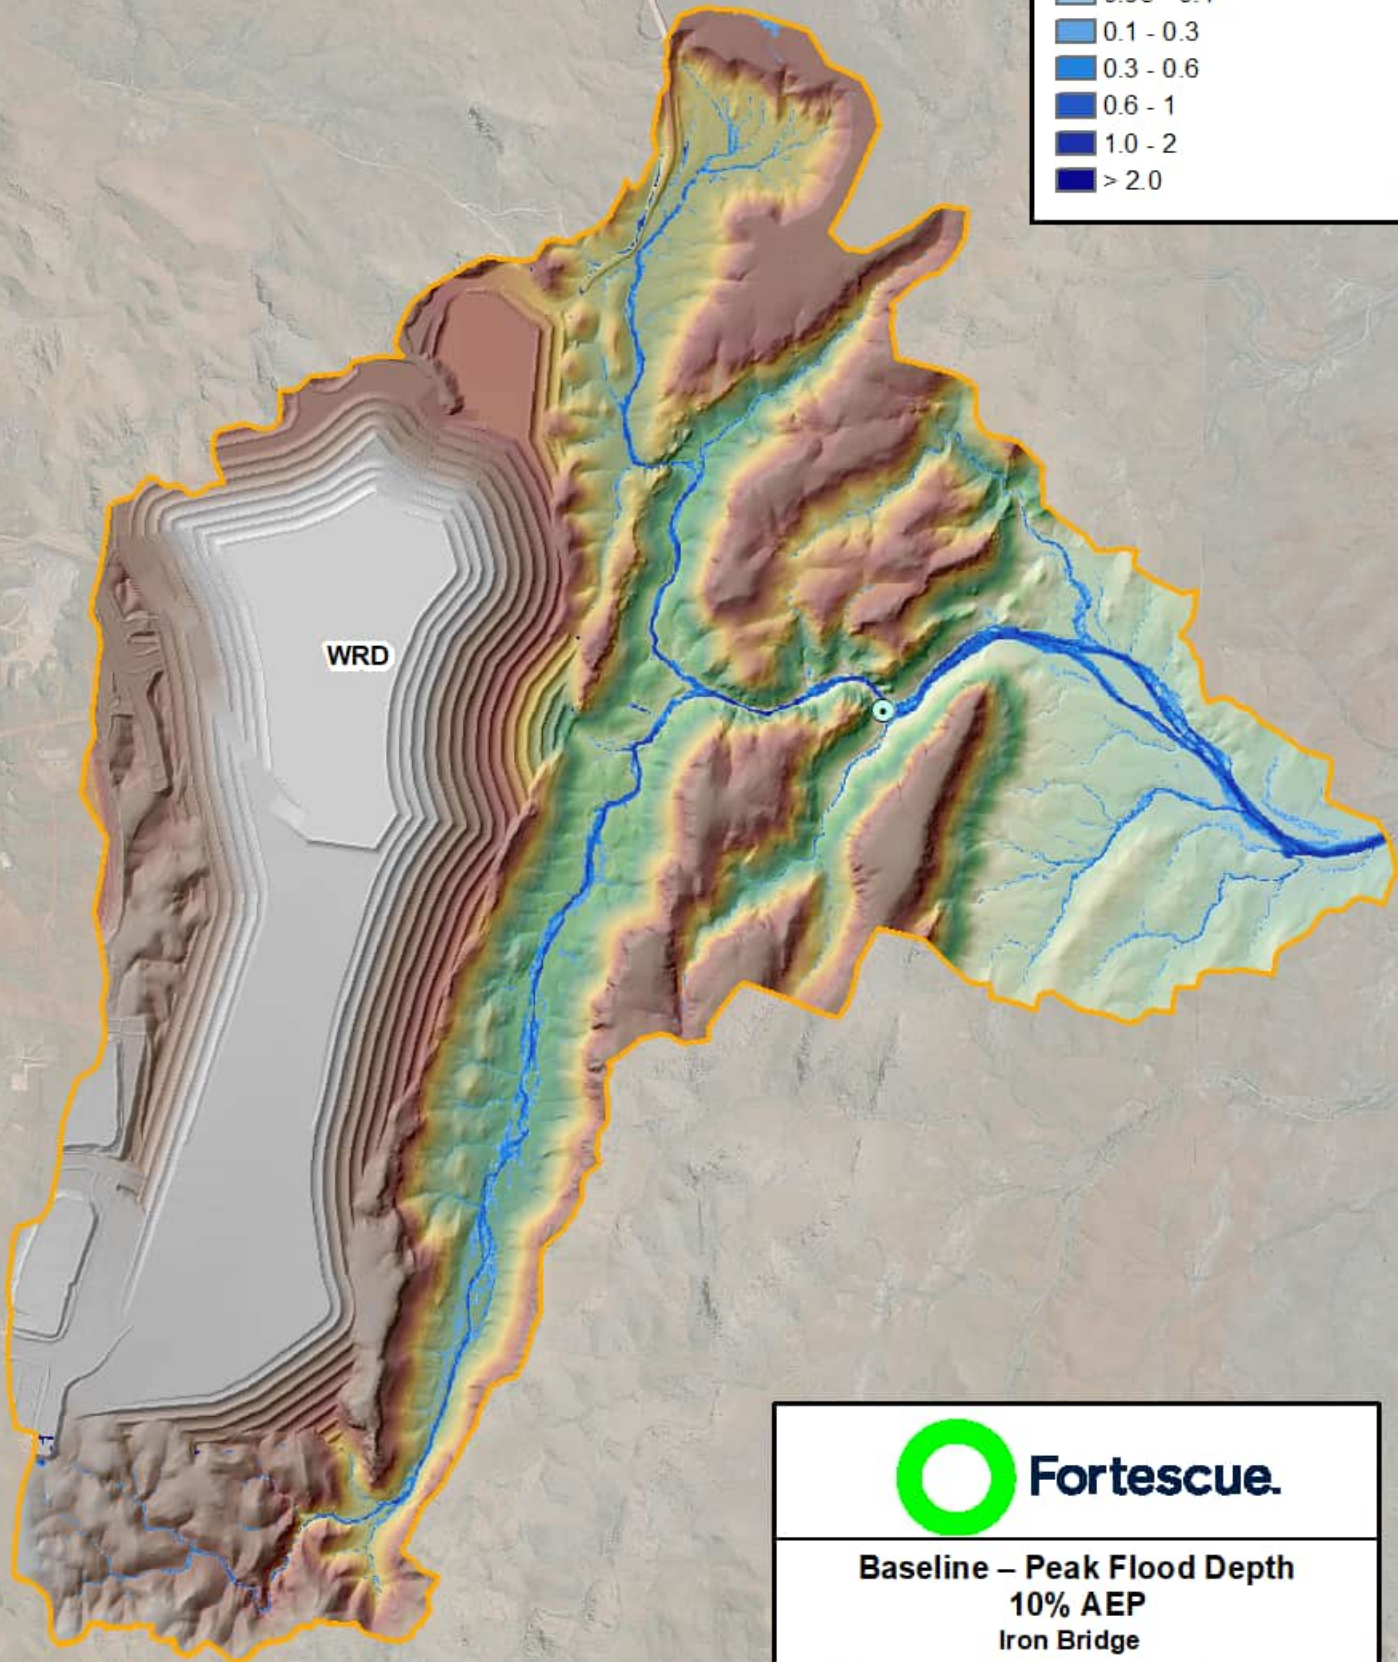 0.1 - 0.3
0.3 - 0.6
0.6 - 1
1.0 - 2
> 2.0
WRD
Fortescue.
Baseline – Peak Flood Depth
10% AEP
Iron Bridge